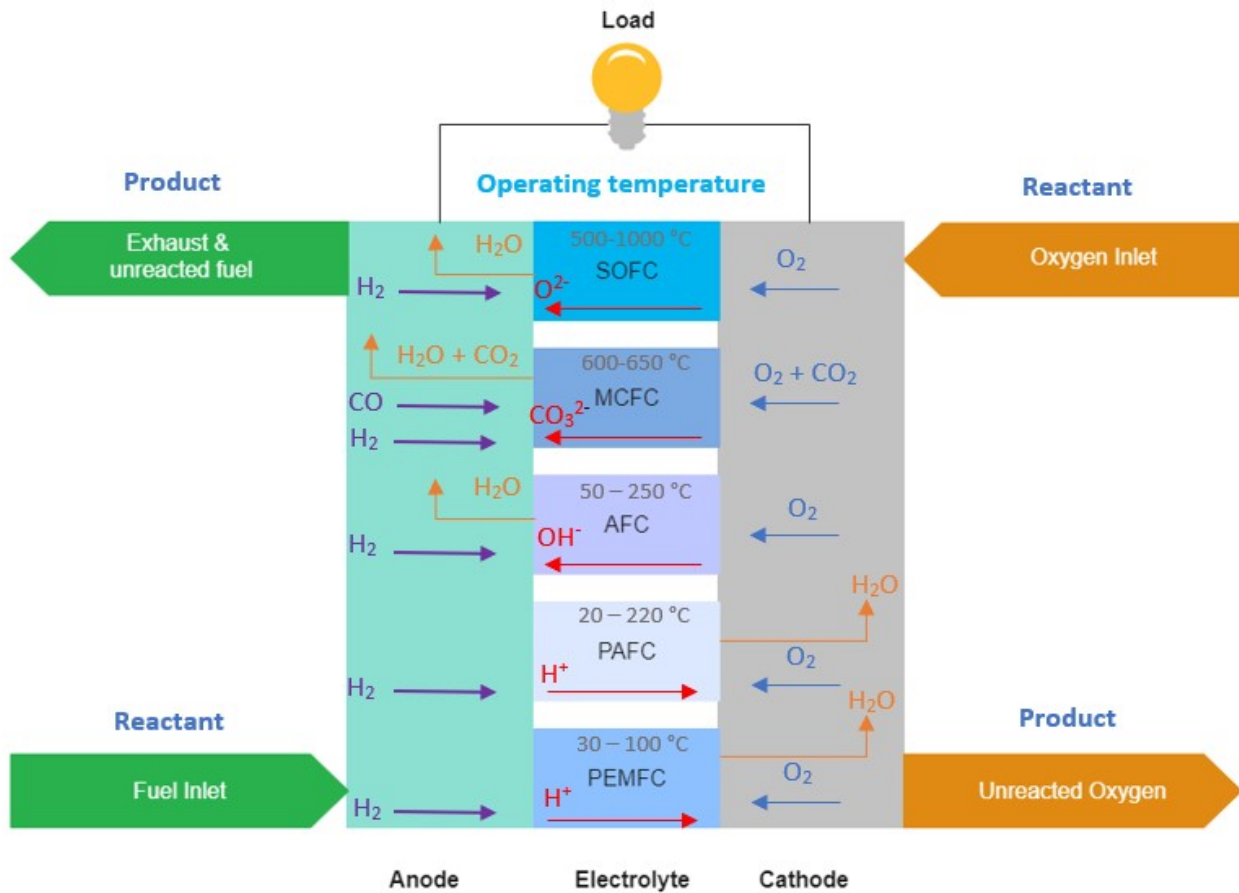 Load
Product
Operating temperature
Reactant
Exhaust &
unreacted fuel
H₂O
500-1000 °C
SOFC
O₂
Oxygen Inlet
H₂
O²⁻
H₂O + CO₂
600-650 °C
MCFC
O₂ + CO₂
CO
CO₃²⁻
H₂
H₂O
50 – 250 °C
AFC
O₂
H₂
OH⁻
H₂O
20 – 220 °C
PAFC
O₂
H₂
H⁺
H₂O
Reactant
Product
30 – 100 °C
PEMFC
O₂
Fuel Inlet
H₂
H⁺
Unreacted Oxygen
Anode
Electrolyte
Cathode